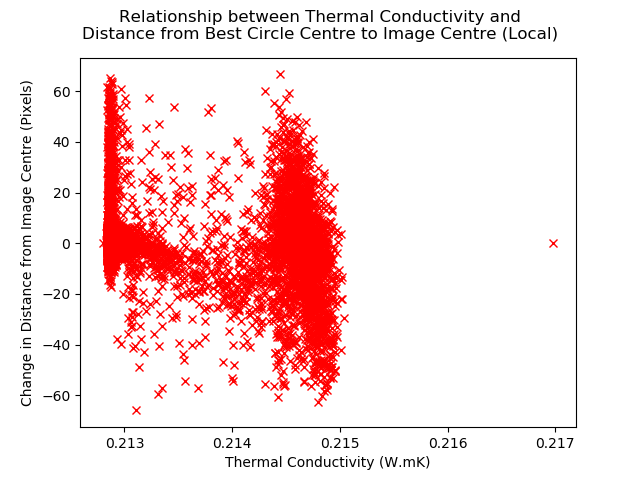 Relationship between Thermal Conductivity and
Distance from Best Circle Centre to Image Centre (Local)
Change in Distance from Image Centre (Pixels)
60
40
20
0
−20
−40
−60
0.213 0.214 0.215 0.216 0.217
Thermal Conductivity (W.mK)